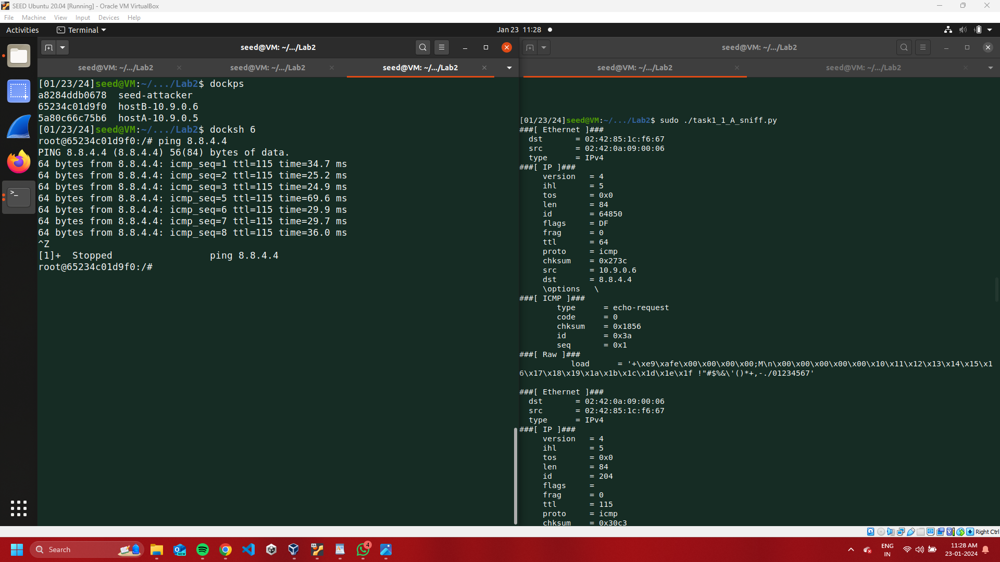 SEED Ubuntu 20.04 [Running] - Oracle VM VirtualBox
File Machine View Input Devices Help
Activities Terminal Jan 23 11:28
seed@VM: ~/.../Lab2
seed@VM: ~/.../Lab2 seed@VM: ~/.../Lab2 seed@VM: ~/.../Lab2
[01/23/24]seed@VM:~/.../Lab2$ dockps
a8284ddb0678 seed-attacker
65234c01d9f0 hostB-10.9.0.6
5a80c66c75b6 hostA-10.9.0.5
[01/23/24]seed@VM:~/.../Lab2$ docksh 6
root@65234c01d9f0:/# ping 8.8.4.4
PING 8.8.4.4 (8.8.4.4) 56(84) bytes of data.
64 bytes from 8.8.4.4: icmp_seq=1 ttl=115 time=34.7 ms
64 bytes from 8.8.4.4: icmp_seq=2 ttl=115 time=25.2 ms
64 bytes from 8.8.4.4: icmp_seq=3 ttl=115 time=24.9 ms
64 bytes from 8.8.4.4: icmp_seq=5 ttl=115 time=69.6 ms
64 bytes from 8.8.4.4: icmp_seq=6 ttl=115 time=29.9 ms
64 bytes from 8.8.4.4: icmp_seq=7 ttl=115 time=29.7 ms
64 bytes from 8.8.4.4: icmp_seq=8 ttl=115 time=36.0 ms
^Z
[1]+ Stopped ping 8.8.4.4
root@65234c01d9f0:/#
seed@VM: ~/.../Lab2
seed@VM: ~/.../Lab2 seed@VM: ~/.../Lab2
[01/23/24]seed@VM:~/.../Lab2$ sudo ./task1_1_A_sniff.py
###[ Ethernet ]###
dst = 02:42:85:1c:f6:67
src = 02:42:0a:09:00:06
type = IPv4
###[ IP ]###
version = 4
ihl = 5
tos = 0x0
len = 84
id = 64850
flags = DF
frag = 0
ttl = 64
proto = icmp
chksum = 0x273c
src = 10.9.0.6
dst = 8.8.4.4
\options \
###[ ICMP ]###
type = echo-request
code = 0
chksum = 0x1856
id = 0x3a
seq = 0x1
###[ Raw ]###
load = '+\xe9\xafe\x00\x00\x00\x00;M\n\x00\x00\x00\x00\x00\x10\x11\x12\x13\x14\x15\x1
6\x17\x18\x19\x1a\x1b\x1c\x1d\x1e\x1f !"#$%&\'()*+,-./01234567'
###[ Ethernet ]###
dst = 02:42:0a:09:00:06
src = 02:42:85:1c:f6:67
type = IPv4
###[ IP ]###
version = 4
ihl = 5
tos = 0x0
len = 84
id = 204
flags =
frag = 0
ttl = 115
proto = icmp
chksum = 0x30c3
Right Ctrl
Search
NEW
4
ENG
IN
11:28 AM
23-01-2024